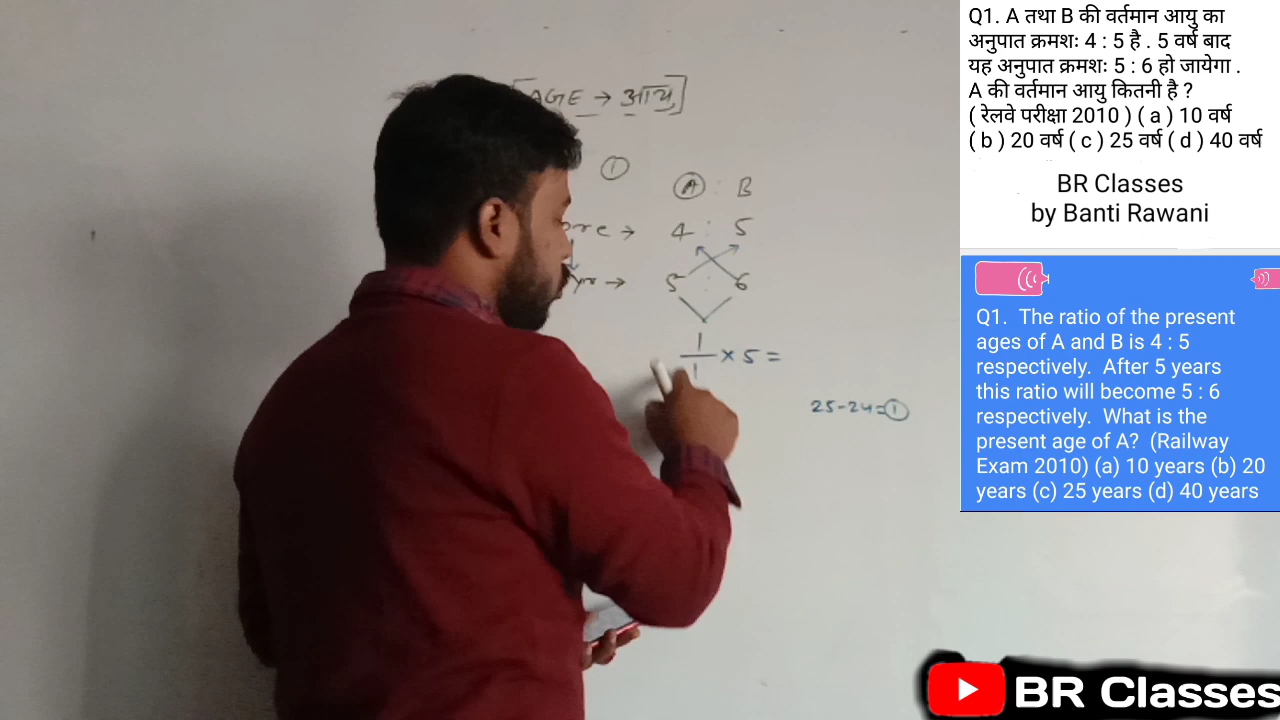 [AGE → आयु]
①
A : B
→ 4 : 5
yr → 5 : 6
1
1 × 5 =
25-24=①
Q1. A तथा B की वर्तमान आयु का
अनुपात क्रमशः 4 : 5 है . 5 वर्ष बाद
यह अनुपात क्रमशः 5 : 6 हो जायेगा .
A की वर्तमान आयु कितनी है ?
( रेलवे परीक्षा 2010 ) ( a ) 10 वर्ष
( b ) 20 वर्ष ( c ) 25 वर्ष ( d ) 40 वर्ष
BR Classes
by Banti Rawani
Q1. The ratio of the present
ages of A and B is 4 : 5
respectively. After 5 years
this ratio will become 5 : 6
respectively. What is the
present age of A? (Railway
Exam 2010) (a) 10 years (b) 20
years (c) 25 years (d) 40 years
BR Classes